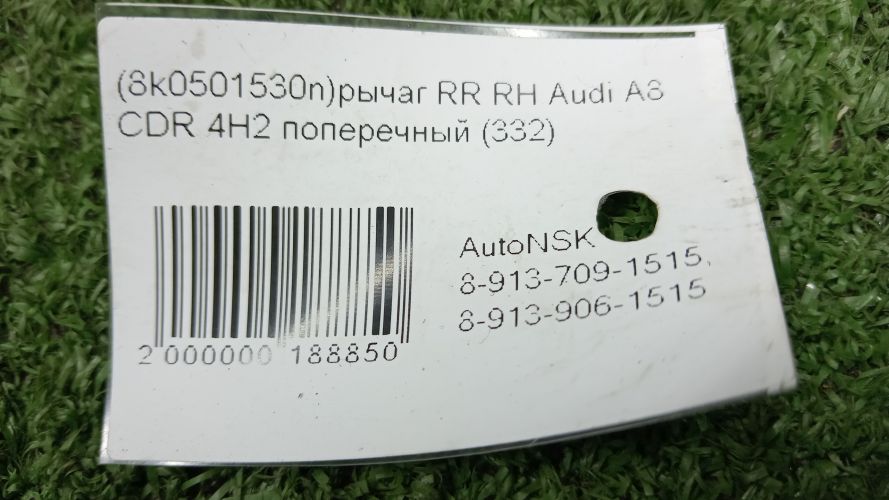 (8k0501530n)рычаг RR RH Audi A8
CDR 4H2 поперечный (332)
AutoNSK
8-913-709-1515,
8-913-906-1515
2 000000 188850